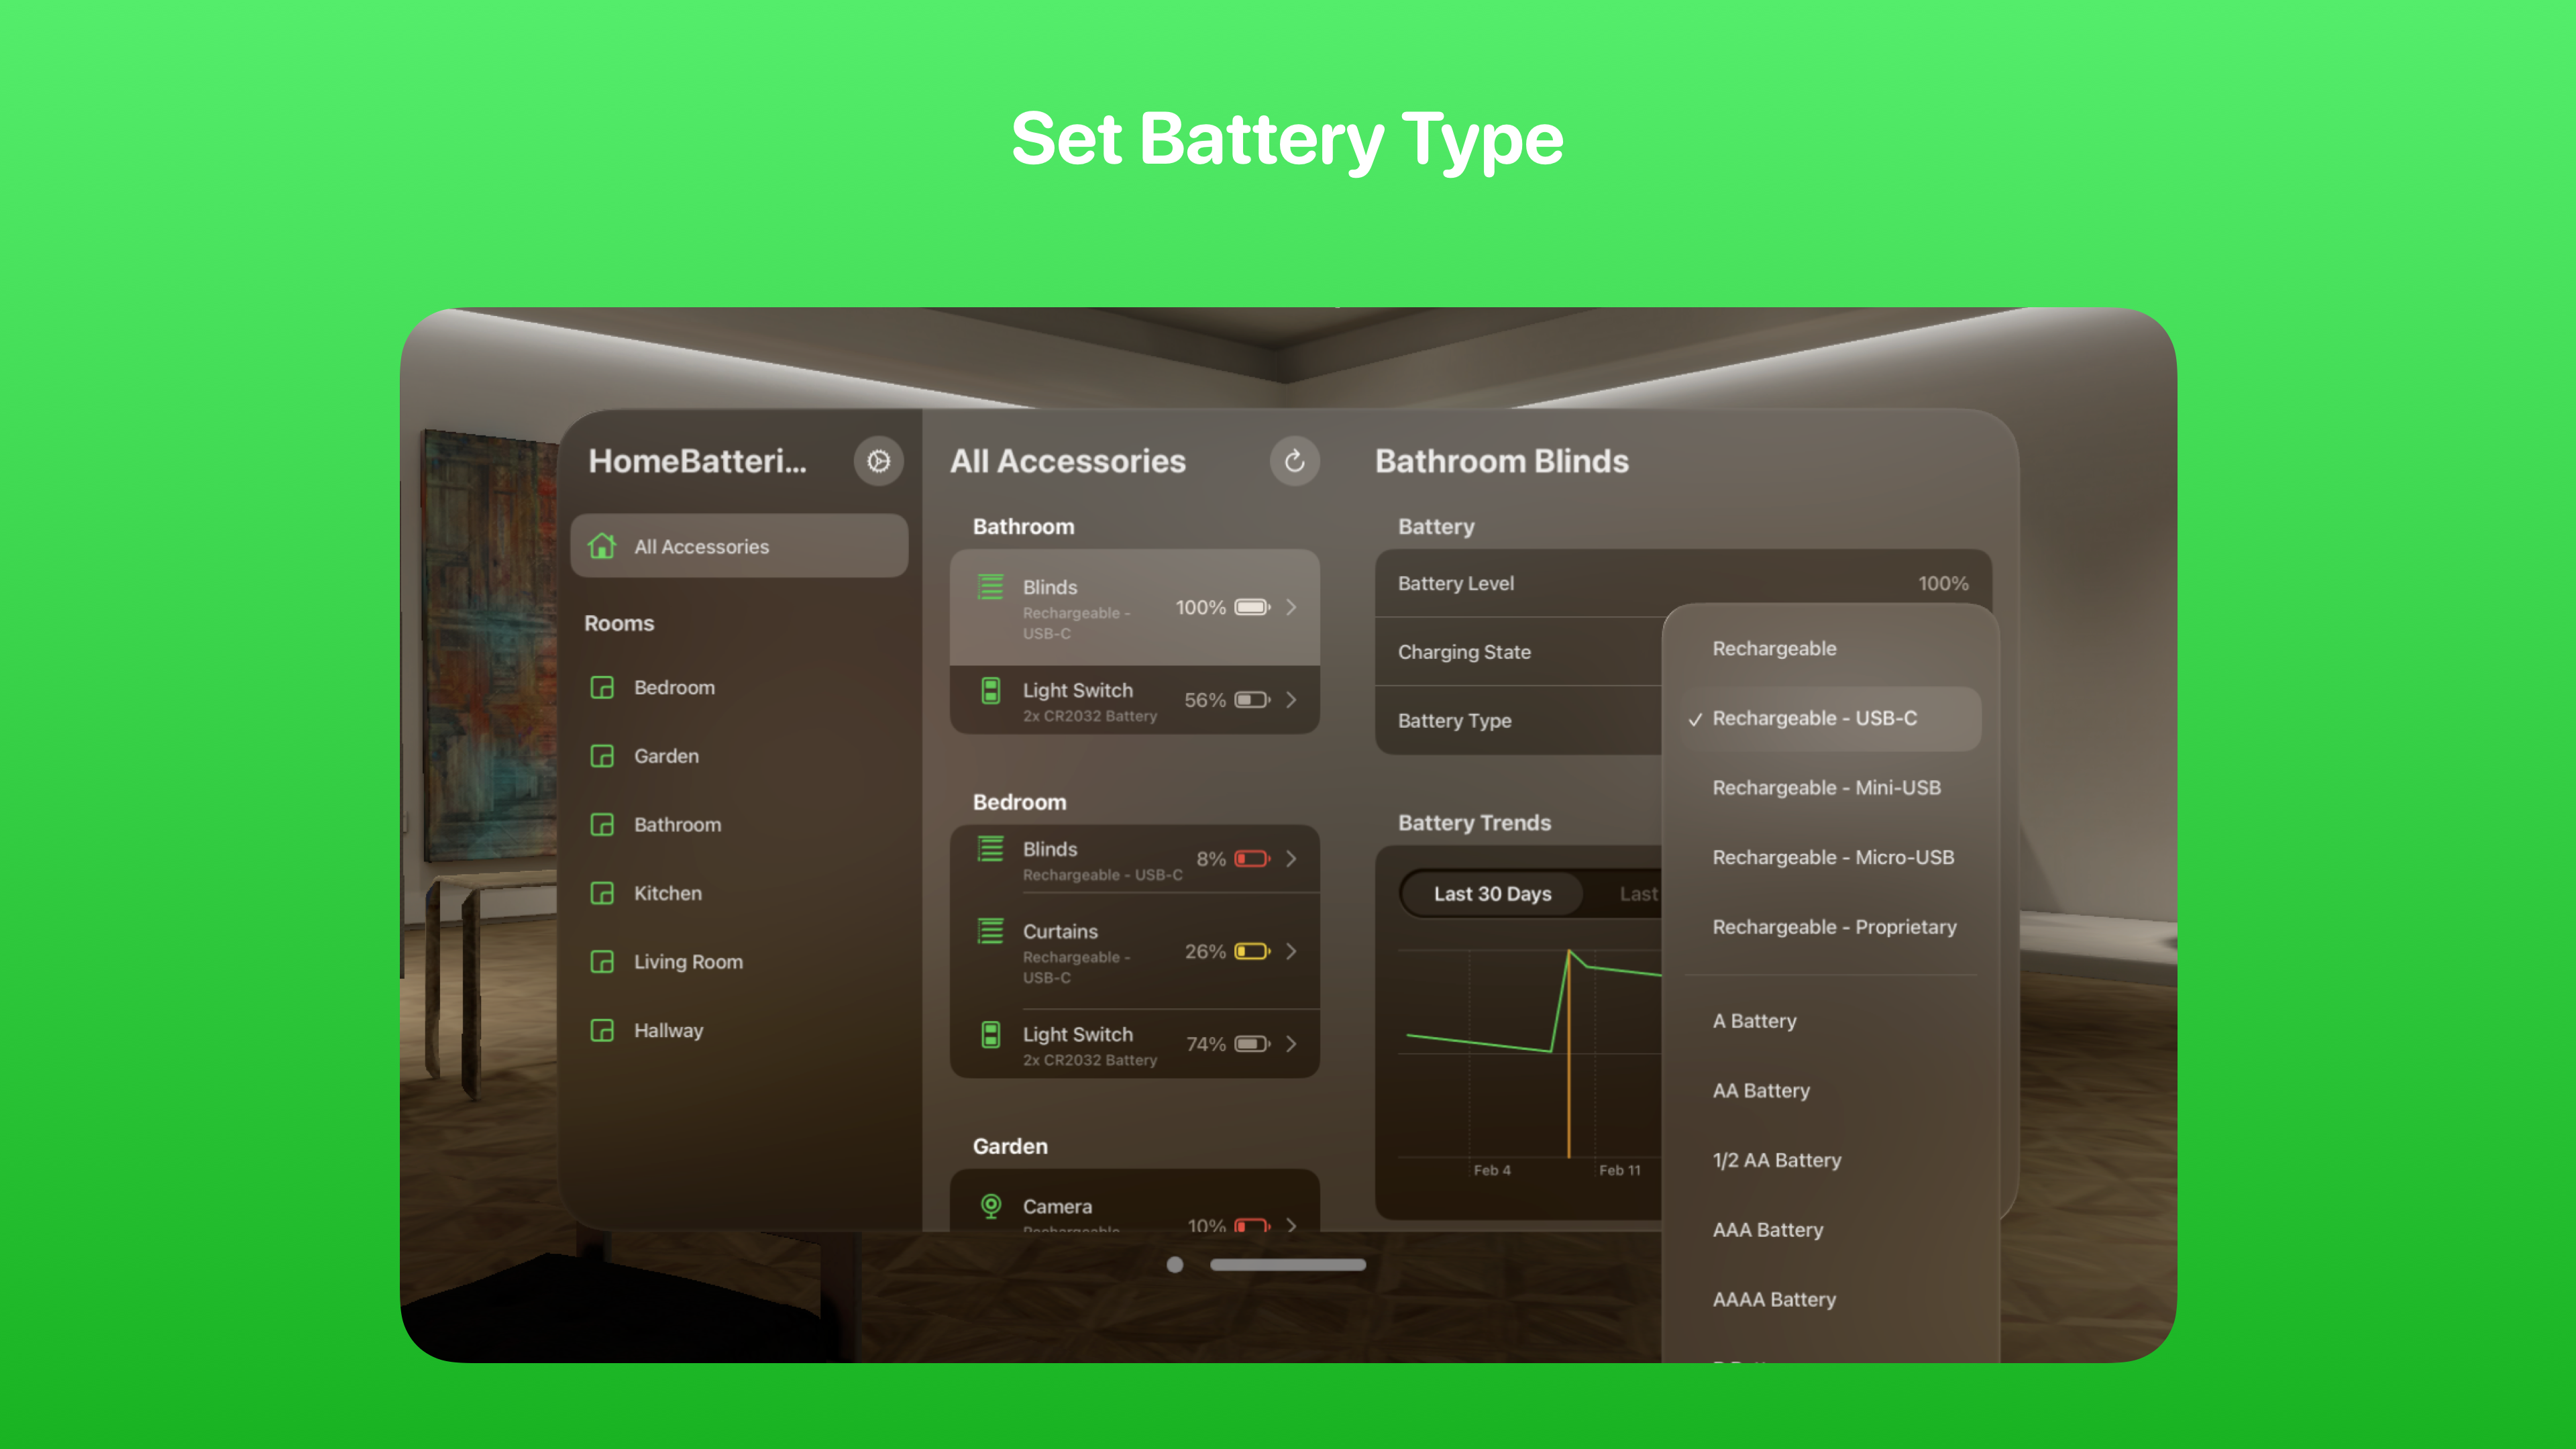 Set Battery Type
HomeBatteri...
All Accessories
Rooms
Bedroom
Garden
Bathroom
Kitchen
Living Room
Hallway
All Accessories
Bathroom
Blinds
Rechargeable -
USB-C
100%
Light Switch
2x CR2032 Battery
56%
Bedroom
Blinds
Rechargeable - USB-C
8%
Curtains
Rechargeable -
USB-C
26%
Light Switch
2x CR2032 Battery
74%
Garden
Camera
10%
Bathroom Blinds
Battery
Battery Level
100%
Charging State
Battery Type
Battery Trends
Last 30 Days
Last
Feb 4
Feb 11
Rechargeable
Rechargeable - USB-C
Rechargeable - Mini-USB
Rechargeable - Micro-USB
Rechargeable - Proprietary
A Battery
AA Battery
1/2 AA Battery
AAA Battery
AAAA Battery